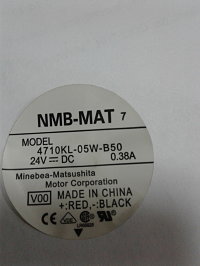 NMB-MAT 7
MODEL
4710KL-05W-B50
24V ⎓ DC 0.38A
Minebea-Matsushita
Motor Corporation
V00 MADE IN CHINA
+:RED,-:BLACK